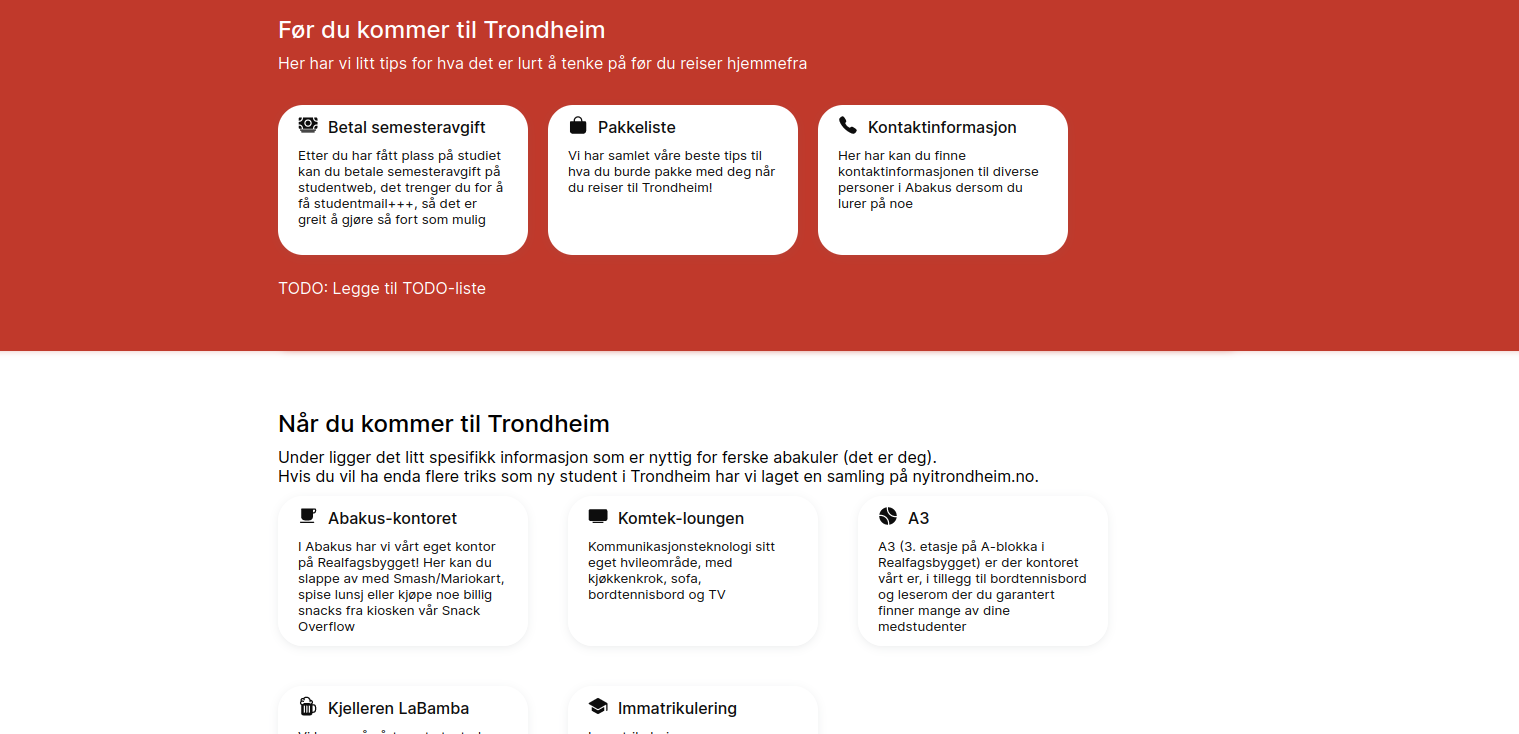 Før du kommer til Trondheim
Her har vi litt tips for hva det er lurt å tenke på før du reiser hjemmefra
Betal semesteravgift
Etter du har fått plass på studiet
kan du betale semesteravgift på
studentweb, det trenger du for å
få studentmail+++, så det er
greit å gjøre så fort som mulig
Pakkeliste
Vi har samlet våre beste tips til
hva du burde pakke med deg når
du reiser til Trondheim!
Kontaktinformasjon
Her har kan du finne
kontaktinformasjonen til diverse
personer i Abakus dersom du
lurer på noe
TODO: Legge til TODO-liste
Når du kommer til Trondheim
Under ligger det litt spesifikk informasjon som er nyttig for ferske abakuler (det er deg).
Hvis du vil ha enda flere triks som ny student i Trondheim har vi laget en samling på nyitrondheim.no.
Abakus-kontoret
I Abakus har vi vårt eget kontor
på Realfagsbygget! Her kan du
slappe av med Smash/Mariokart,
spise lunsj eller kjøpe noe billig
snacks fra kiosken vår Snack
Overflow
Komtek-loungen
Kommunikasjonsteknologi sitt
eget hvileområde, med
kjøkkenkrok, sofa,
bordtennisbord og TV
A3
A3 (3. etasje på A-blokka i
Realfagsbygget) er der kontoret
vårt er, i tillegg til bordtennisbord
og leserom der du garantert
finner mange av dine
medstudenter
Kjelleren LaBamba
Immatrikulering